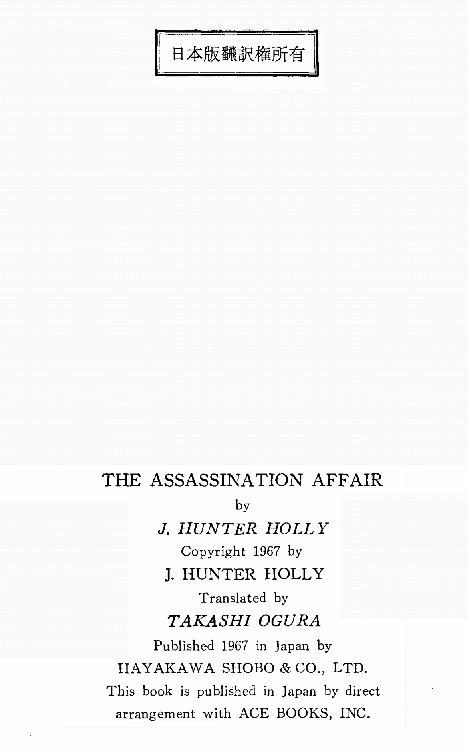 日本版翻訳権所有
THE ASSASSINATION AFFAIR
by
J. HUNTER HOLLY
Copyright 1967 by
J. HUNTER HOLLY
Translated by
TAKASHI OGURA
Published 1967 in Japan by
HAYAKAWA SHOBO & CO., LTD.
This book is published in Japan by direct
arrangement with ACE BOOKS, INC.